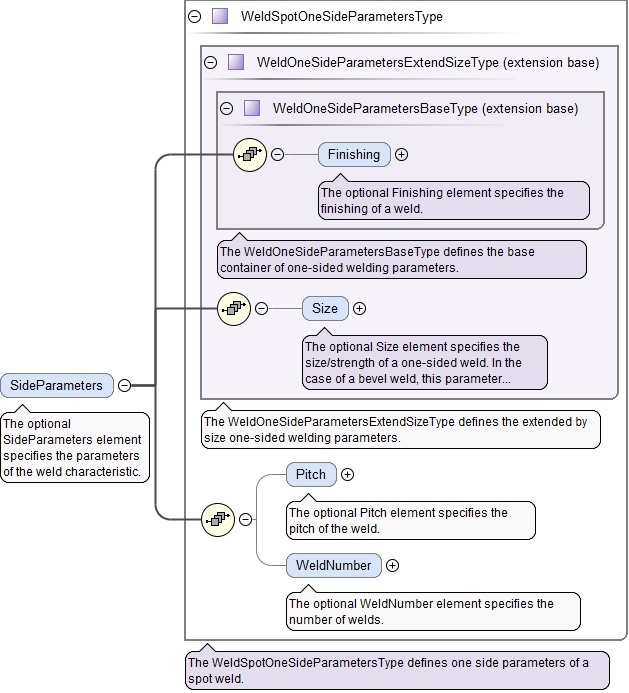 WeldSpotOneSideParametersType
WeldOneSideParametersExtendSizeType (extension base)
WeldOneSideParametersBaseType (extension base)
Finishing
The optional Finishing element specifies the
finishing of a weld.
The WeldOneSideParametersBaseType defines the base
container of one-sided welding parameters.
Size
The optional Size element specifies the
size/strength of a one-sided weld. In the
case of a bevel weld, this parameter...
SideParameters
The optional
SideParameters element
specifies the parameters
of the weld characteristic.
The WeldOneSideParametersExtendSizeType defines the extended by
size one-sided welding parameters.
Pitch
The optional Pitch element specifies the
pitch of the weld.
WeldNumber
The optional WeldNumber element specifies the
number of welds.
The WeldSpotOneSideParametersType defines one side parameters of a
spot weld.